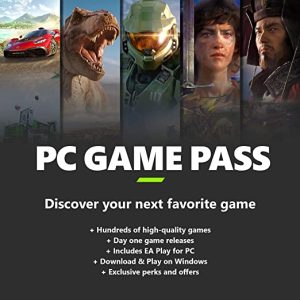 PC GAME PASS
Discover your next favorite game
+ Hundreds of high-quality games
+ Day one game releases
+ Includes EA Play for PC
+ Download & Play on Windows
+ Exclusive perks and offers